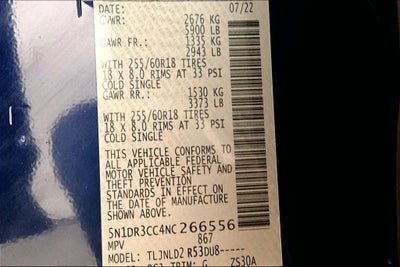 DATE: 07/22
GVWR: 2676 KG
5900 LB
GAWR FR.: 1335 KG
2943 LB
WITH 255/60R18 TIRES
18 X 8.0 RIMS AT 33 PSI
COLD SINGLE
GAWR RR.: 1530 KG
3373 LB
WITH 255/60R18 TIRES
18 X 8.0 RIMS AT 33 PSI
COLD SINGLE
THIS VEHICLE CONFORMS TO
ALL APPLICABLE FEDERAL
MOTOR VEHICLE SAFETY AND
THEFT PREVENTION
STANDARDS IN EFFECT ON
THE DATE OF MANUFACTURE
SHOWN ABOVE.
5N1DR3CC4NC266556
MPV 867
MODEL: TLJNLD2 R53DU8-----
TRIM: G ZS30A